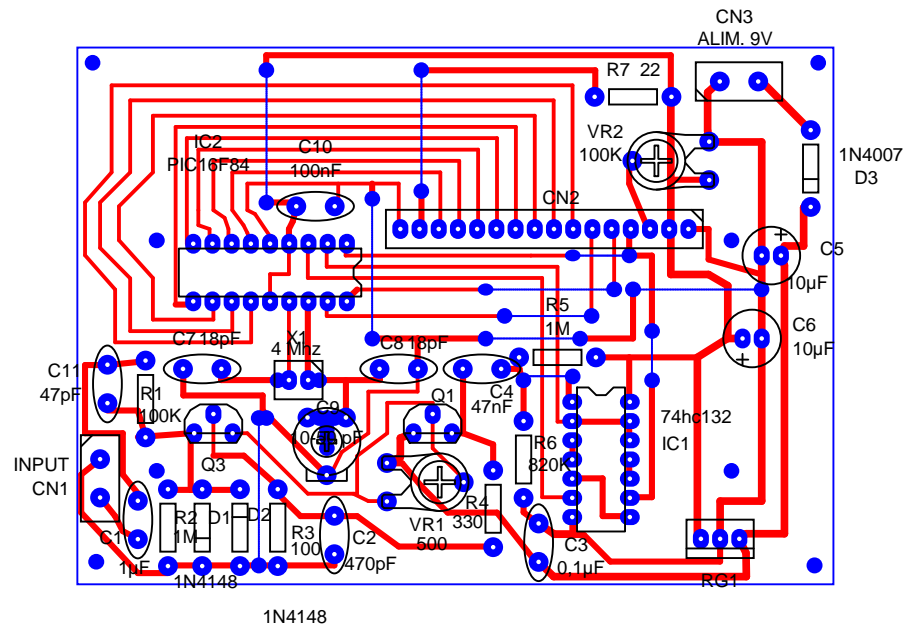 CN3
ALIM. 9V
R7 22
VR2
100K
1N4007
D3
IC2
PIC16F84
C10
100nF
CN2
C5
10µF
C6
10µF
R5
1M
X1
4 Mhz
C7 18pF
C8 18pF
C11
47pF
R1
100K
C9
Q1
C4
47nF
74hc132
IC1
Q3
R6
820K
INPUT
CN1
R4
330
VR1
500
R2
1M
D1
D2
R3
100
C2
470pF
C1
1µF
C3
0,1µF
RG1
1N4148
1N4148